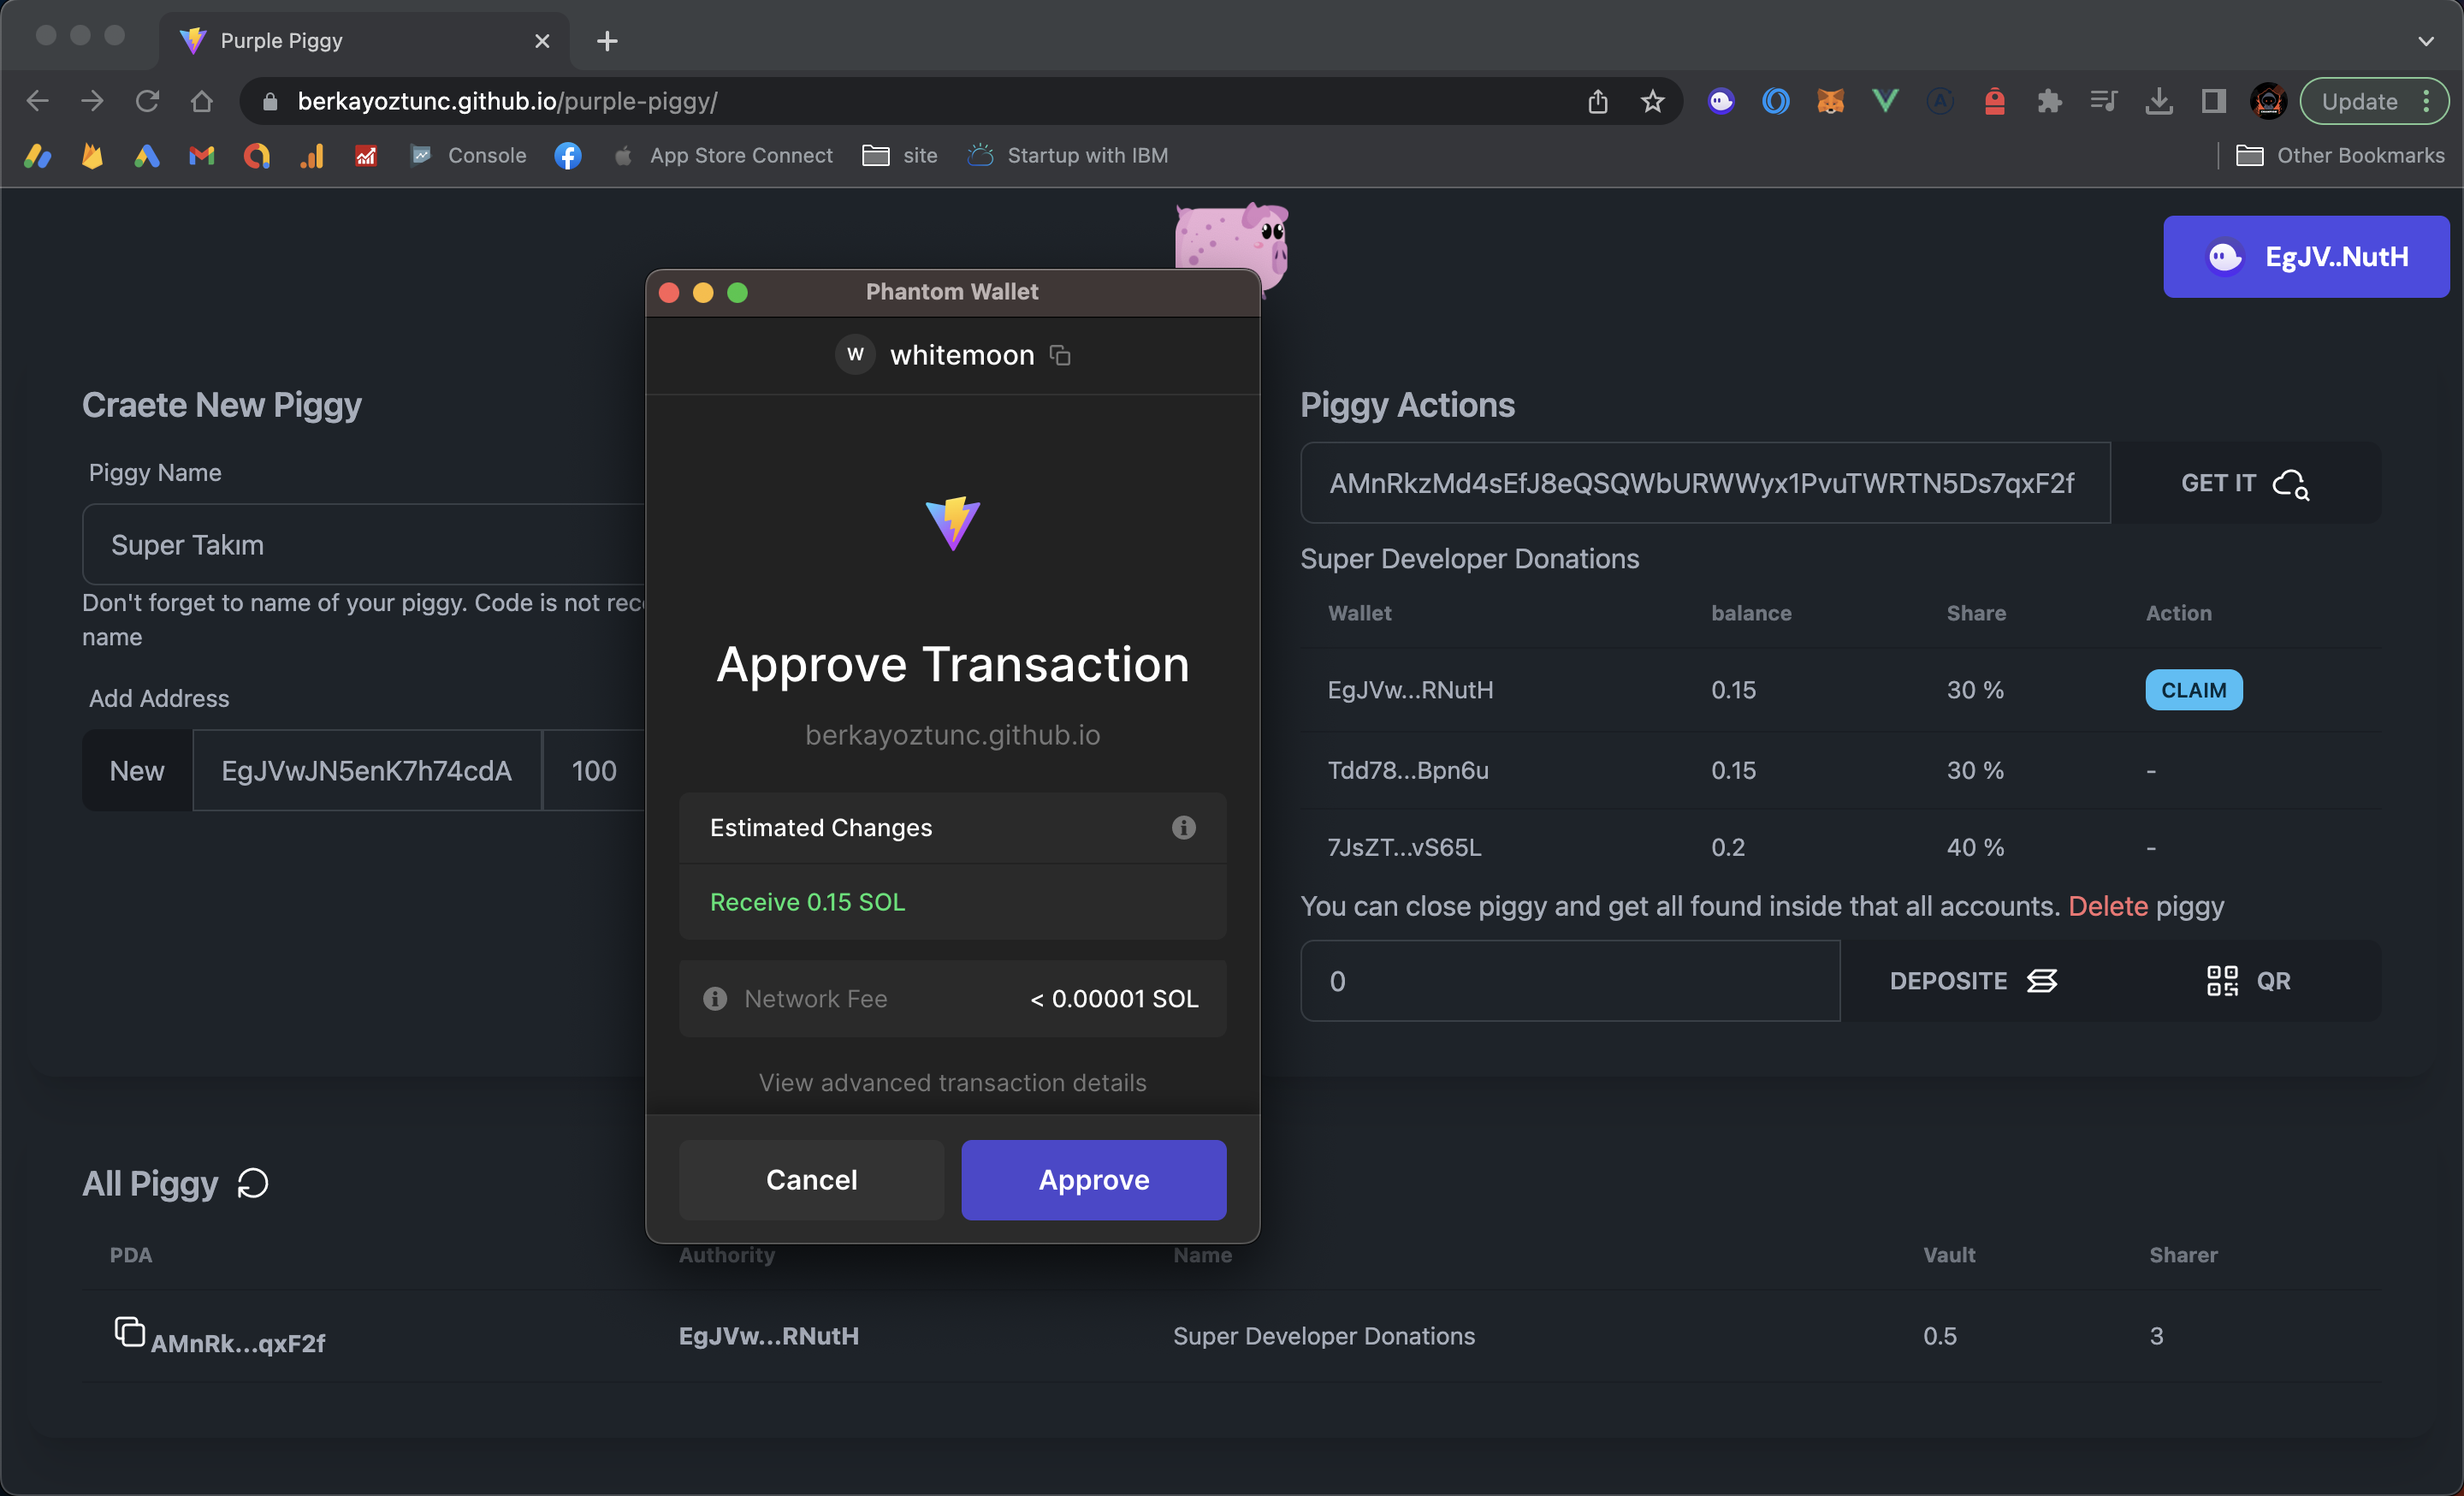 Purple Piggy
berkayoztunc.github.io/purple-piggy/
Update
Console
App Store Connect
site
Startup with IBM
Other Bookmarks
EgJV..NutH
Phantom Wallet
W whitemoon
Approve Transaction
berkayoztunc.github.io
Estimated Changes
Receive 0.15 SOL
Network Fee < 0.00001 SOL
View advanced transaction details
Cancel Approve
Craete New Piggy
Piggy Name
Super Takım
Don't forget to name of your piggy. Code is not
name
Add Address
New EgJVwJN5enK7h74cdA 100
Piggy Actions
AMnRkzMd4sEfJ8eQSQWbURWWyx1PvuTWRTN5Ds7qxF2f GET IT
Super Developer Donations
Wallet balance Share Action
EgJVw...RNutH 0.15 30 % CLAIM
Tdd78...Bpn6u 0.15 30 % -
7JsZT...vS65L 0.2 40 % -
You can close piggy and get all found inside that all accounts. Delete piggy
0 DEPOSITE QR
All Piggy
PDA Authority Name Vault Sharer
AMnRk...qxF2f EgJVw...RNutH Super Developer Donations 0.5 3